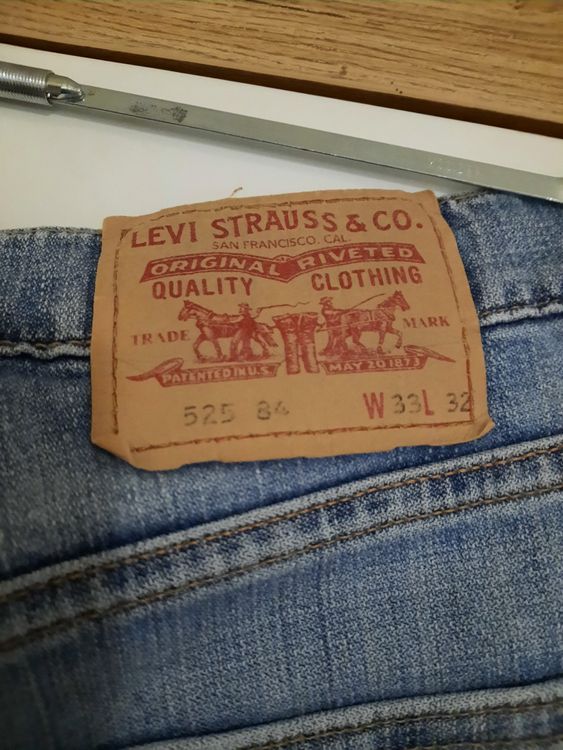 LEVI STRAUSS & CO.
SAN FRANCISCO, CAL.
ORIGINAL RIVETED
QUALITY CLOTHING
TRADE MARK
PATENTED IN U.S. MAY 20 1873
525 84 W 33 L 32